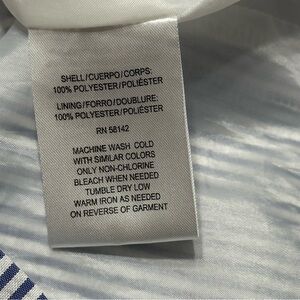 SHELL/CUERPO/CORPS:
100% POLYESTER/POLIÉSTER
LINING/FORRO/DOUBLURE:
100% POLYESTER/POLIÉSTER
RN 58142
MACHINE WASH COLD
WITH SIMILAR COLORS
ONLY NON-CHLORINE
BLEACH WHEN NEEDED
TUMBLE DRY LOW
WARM IRON AS NEEDED
ON REVERSE OF GARMENT